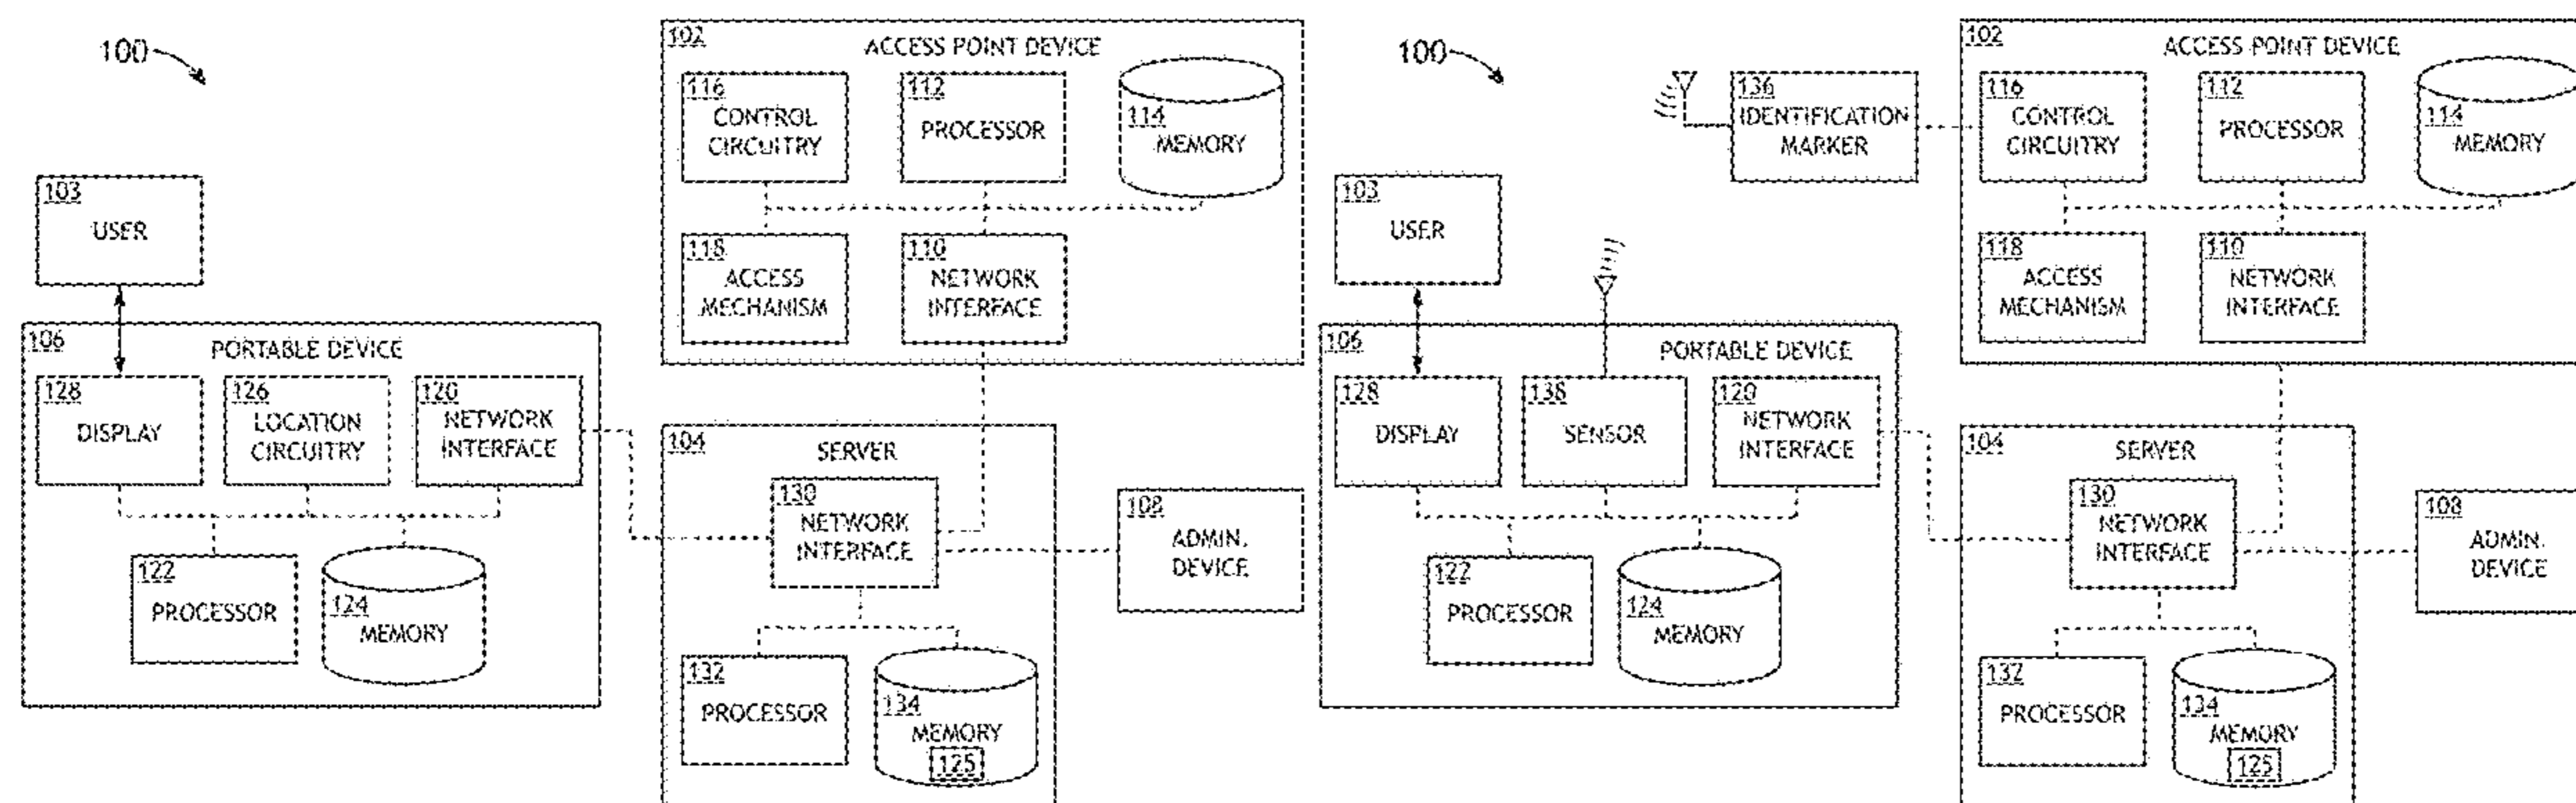 100
103
USER
106
PORTABLE DEVICE
128
DISPLAY
126
LOCATION
CIRCUITRY
120
NETWORK
INTERFACE
122
PROCESSOR
124
MEMORY
102
ACCESS POINT DEVICE
116
CONTROL
CIRCUITRY
112
PROCESSOR
114
MEMORY
118
ACCESS
MECHANISM
110
NETWORK
INTERFACE
104
SERVER
130
NETWORK
INTERFACE
132
PROCESSOR
134
MEMORY
125
108
ADMIN.
DEVICE
100
136
IDENTIFICATION
MARKER
103
USER
106
PORTABLE DEVICE
128
DISPLAY
138
SENSOR
120
NETWORK
INTERFACE
122
PROCESSOR
124
MEMORY
102
ACCESS POINT DEVICE
116
CONTROL
CIRCUITRY
112
PROCESSOR
114
MEMORY
118
ACCESS
MECHANISM
110
NETWORK
INTERFACE
104
SERVER
130
NETWORK
INTERFACE
132
PROCESSOR
134
MEMORY
125
108
ADMIN.
DEVICE